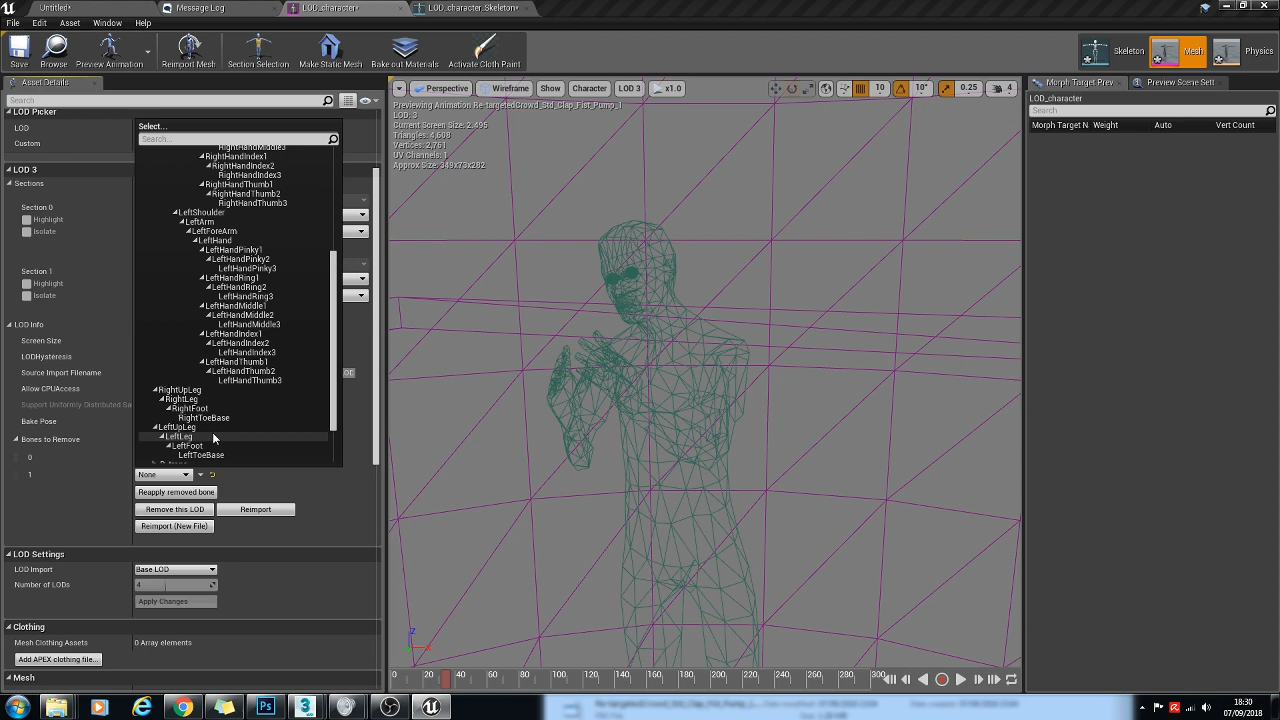 Untitled*
Message Log
LOD_character*
LOD_character.Skeleton*
File Edit Asset Window Help
Save
Browse
Preview Animation
Reimport Mesh
Section Selection
Make Static Mesh
Bake out Materials
Activate Cloth Paint
Skeleton
Mesh
Physics
Asset Details
Search
LOD Picker
LOD
Custom
LOD 3
Sections
Section 0
Highlight
Isolate
Section 1
Highlight
Isolate
LOD Info
Screen Size
LODHysteresis
Source Import Filename
Allow CPUAccess
Support Uniformly Distributed Sa
Bake Pose
Bones to Remove
0
1
Select...
Search...
RightHandMiddle3
RightHandIndex1
RightHandIndex2
RightHandIndex3
RightHandThumb1
RightHandThumb2
RightHandThumb3
LeftShoulder
LeftArm
LeftForeArm
LeftHand
LeftHandPinky1
LeftHandPinky2
LeftHandPinky3
LeftHandRing1
LeftHandRing2
LeftHandRing3
LeftHandMiddle1
LeftHandMiddle2
LeftHandMiddle3
LeftHandIndex1
LeftHandIndex2
LeftHandIndex3
LeftHandThumb1
LeftHandThumb2
LeftHandThumb3
RightUpLeg
RightLeg
RightFoot
RightToeBase
LeftUpLeg
LeftLeg
LeftFoot
LeftToeBase
None
Reapply removed bone
Remove this LOD Reimport
Reimport (New File)
LOD Settings
LOD Import Base LOD
Number of LODs 4
Apply Changes
Clothing
Mesh Clothing Assets 0 Array elements
Add APEX clothing file...
Mesh
Perspective Wireframe Show Character LOD 3 x1.0
10 10° 0.25 4
Previewing Animation Re-targetedCrowd_Std_Clap_Fist_Pump_1
LOD: 3
Current Screen Size: 2.495
Triangles: 4,608
Vertices: 2,761
UV Channels: 1
Approx Size: 349x73x282
Z
X
0 20 40 60 80 100 120 140 160 180 200 220 240 260 280 300
Morph Target Prev
Preview Scene Sett
LOD_character
Search
Morph Target N Weight Auto Vert Count
18:30
07/09/2018